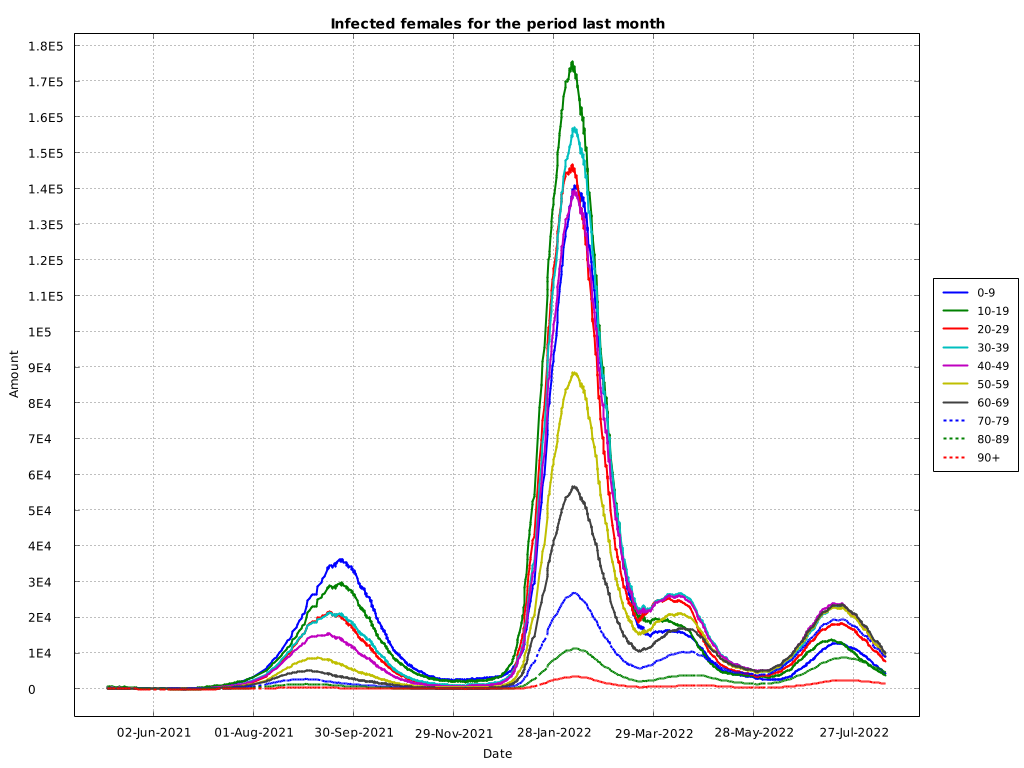 Infected females for the period last month
1.8E5
1.7E5
1.6E5
1.5E5
1.4E5
1.3E5
1.2E5
1.1E5
1E5
9E4
8E4
7E4
6E4
5E4
4E4
3E4
2E4
1E4
0
Amount
02-Jun-2021 01-Aug-2021 30-Sep-2021 29-Nov-2021 28-Jan-2022 29-Mar-2022 28-May-2022 27-Jul-2022
Date
0-9
10-19
20-29
30-39
40-49
50-59
60-69
70-79
80-89
90+